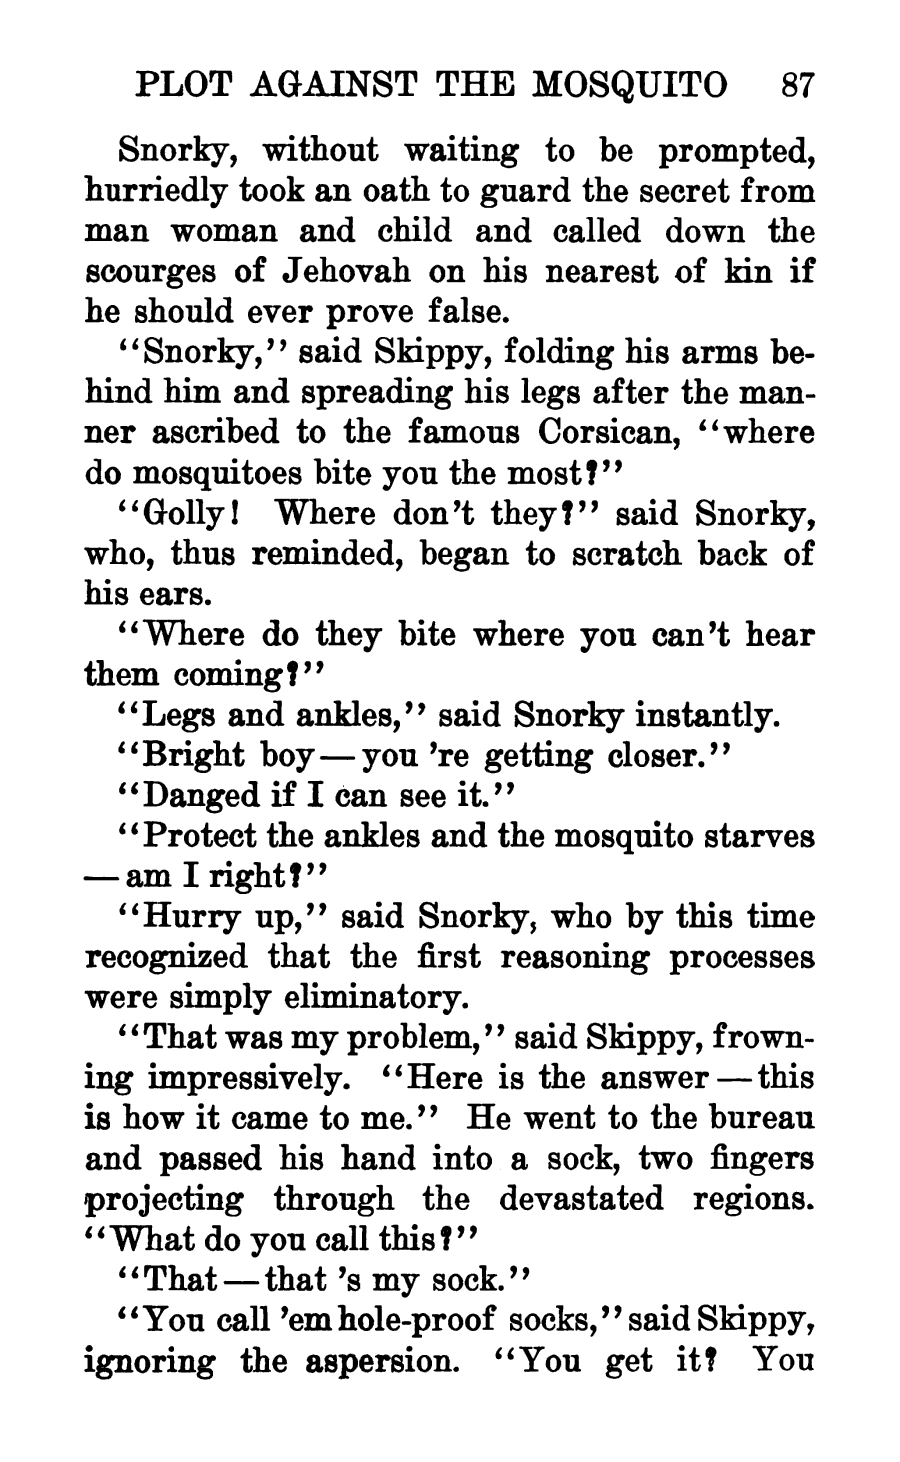 PLOT AGAINST THE MOSQUITO 87
Snorky, without waiting to be prompted,
hurriedly took an oath to guard the secret from
man woman and child and called down the
scourges of Jehovah on his nearest of kin if
he should ever prove false.
“Snorky,” said Skippy, folding his arms be-
hind him and spreading his legs after the man-
ner ascribed to the famous Corsican, “where
do mosquitoes bite you the most?”
“Golly! Where don’t they?” said Snorky,
who, thus reminded, began to scratch back of
his ears.
“Where do they bite where you can’t hear
them coming?”
“Legs and ankles,” said Snorky instantly.
“Bright boy—you ’re getting closer.”
“Danged if I can see it.”
“Protect the ankles and the mosquito starves
—am I right?”
“Hurry up,” said Snorky, who by this time
recognized that the first reasoning processes
were simply eliminatory.
“That was my problem,” said Skippy, frown-
ing impressively. “Here is the answer—this
is how it came to me.” He went to the bureau
and passed his hand into a sock, two fingers
projecting through the devastated regions.
“What do you call this?”
“That—that ’s my sock.”
“You call ’em hole-proof socks,” said Skippy,
ignoring the aspersion. “You get it? You